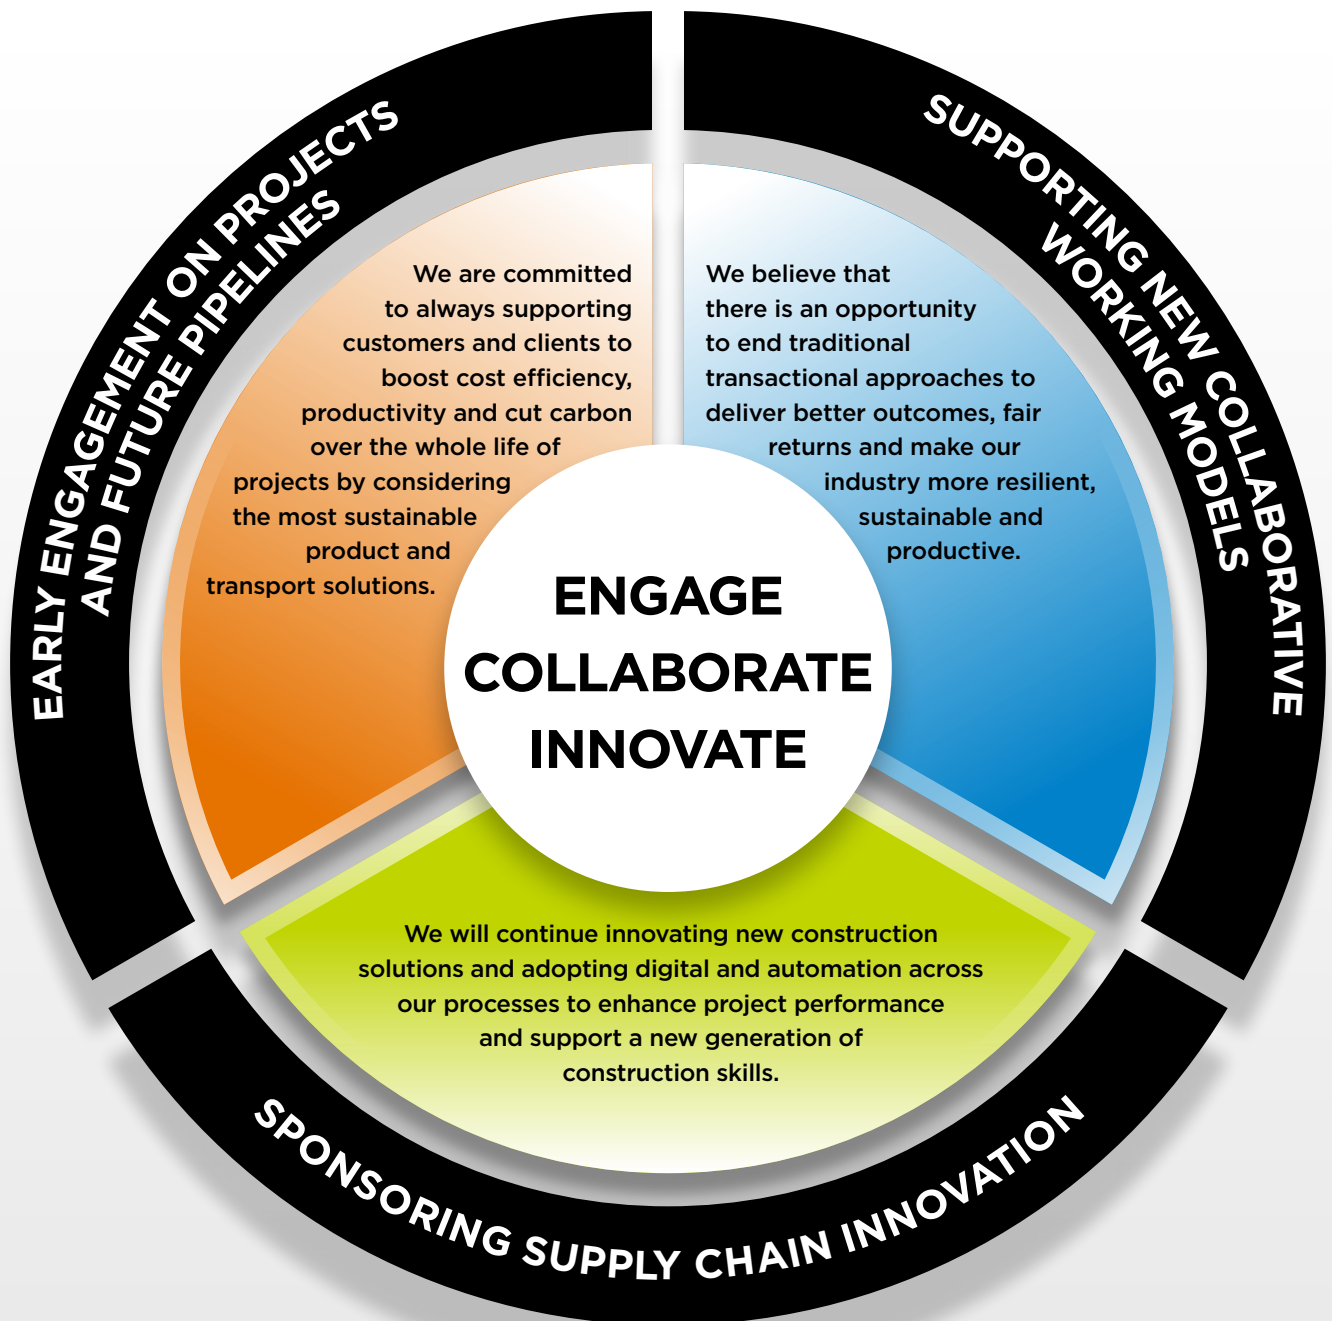 EARLY ENGAGEMENT ON PROJECTS
AND FUTURE PIPELINES
We are committed
to always supporting
customers and clients to
boost cost efficiency,
productivity and cut carbon
over the whole life of
projects by considering
the most sustainable
product and
transport solutions.
SUPPORTING NEW COLLABORATIVE
WORKING MODELS
We believe that
there is an opportunity
to end traditional
transactional approaches to
deliver better outcomes, fair
returns and make our
industry more resilient,
sustainable and
productive.
ENGAGE
COLLABORATE
INNOVATE
We will continue innovating new construction
solutions and adopting digital and automation across
our processes to enhance project performance
and support a new generation of
construction skills.
SPONSORING SUPPLY CHAIN INNOVATION